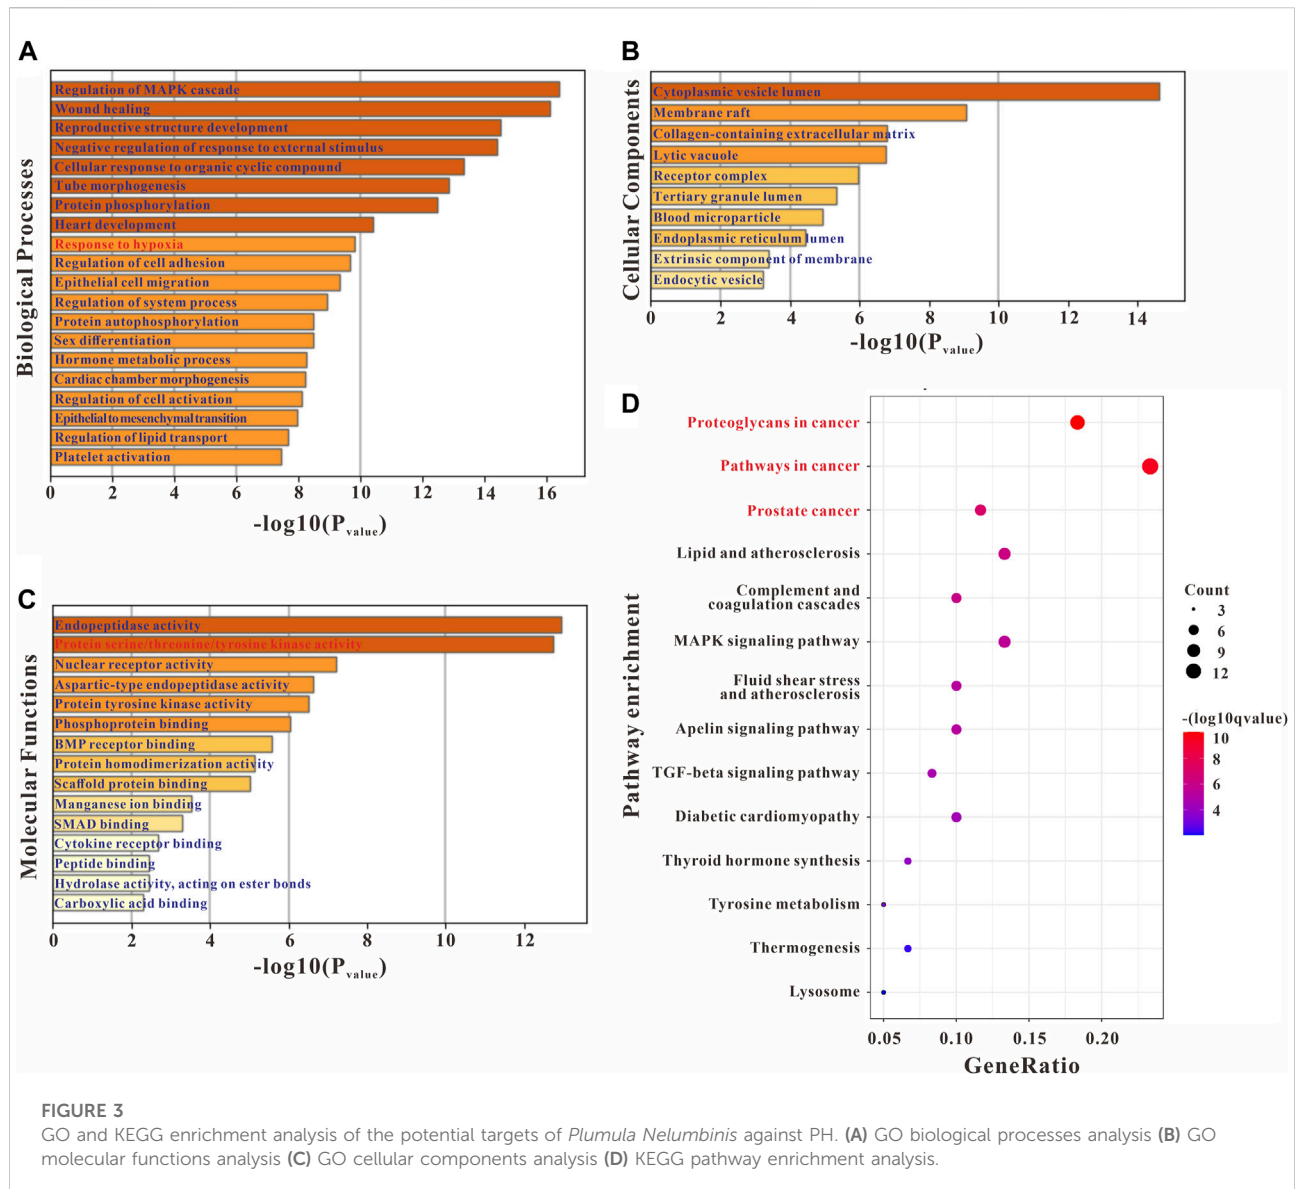 A
Biological Processes
Regulation of MAPK cascade
Wound healing
Reproductive structure development
Negative regulation of response to external stimulus
Cellular response to organic cyclic compound
Tube morphogenesis
Protein phosphorylation
Heart development
Response to hypoxia
Regulation of cell adhesion
Epithelial cell migration
Regulation of system process
Protein autophosphorylation
Sex differentiation
Hormone metabolic process
Cardiac chamber morphogenesis
Regulation of cell activation
Epithelial to mesenchymal transition
Regulation of lipid transport
Platelet activation
0 2 4 6 8 10 12 14 16
-log10(Pvalue)
B
Cellular Components
Cytoplasmic vesicle lumen
Membrane raft
Collagen-containing extracellular matrix
Lytic vacuole
Receptor complex
Tertiary granule lumen
Blood microparticle
Endoplasmic reticulum lumen
Extrinsic component of membrane
Endocytic vesicle
0 2 4 6 8 10 12 14
-log10(Pvalue)
C
Molecular Functions
Endopeptidase activity
Protein serine/threonine/tyrosine kinase activity
Nuclear receptor activity
Aspartic-type endopeptidase activity
Protein tyrosine kinase activity
Phosphoprotein binding
BMP receptor binding
Protein homodimerization activity
Scaffold protein binding
Manganese ion binding
SMAD binding
Cytokine receptor binding
Peptide binding
Hydrolase activity, acting on ester bonds
Carboxylic acid binding
0 2 4 6 8 10 12
-log10(Pvalue)
D
Pathway enrichment
Proteoglycans in cancer
Pathways in cancer
Prostate cancer
Lipid and atherosclerosis
Complement and
coagulation cascades
MAPK signaling pathway
Fluid shear stress
and atherosclerosis
Apelin signaling pathway
TGF-beta signaling pathway
Diabetic cardiomyopathy
Thyroid hormone synthesis
Tyrosine metabolism
Thermogenesis
Lysosome
0.05 0.10 0.15 0.20
GeneRatio
Count
3
6
9
12
-(log10qvalue)
10
8
6
4
FIGURE 3
GO and KEGG enrichment analysis of the potential targets of Plumula Nelumbinis against PH. (A) GO biological processes analysis (B) GO
molecular functions analysis (C) GO cellular components analysis (D) KEGG pathway enrichment analysis.